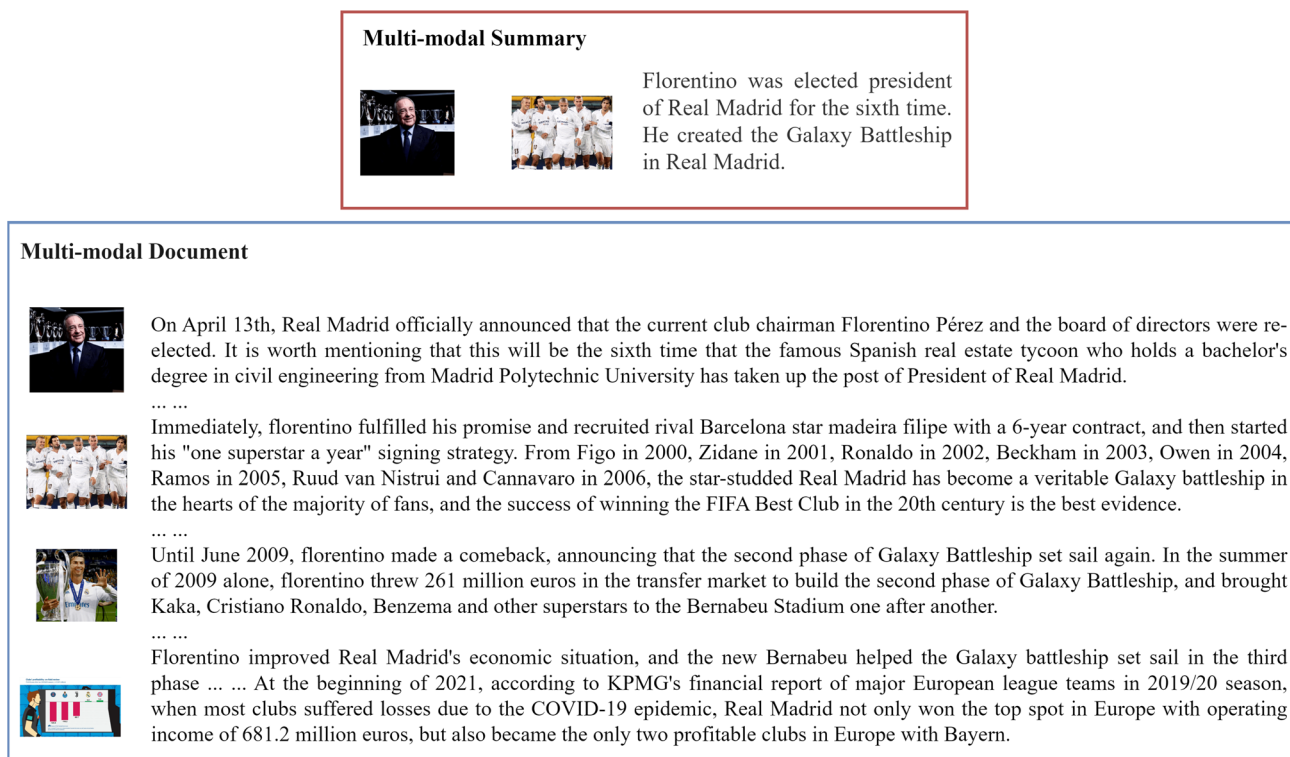 Multi-modal Summary
Florentino was elected president
of Real Madrid for the sixth time.
He created the Galaxy Battleship
in Real Madrid.
Multi-modal Document
On April 13th, Real Madrid officially announced that the current club chairman Florentino Pérez and the board of directors were re-
elected. It is worth mentioning that this will be the sixth time that the famous Spanish real estate tycoon who holds a bachelor's
degree in civil engineering from Madrid Polytechnic University has taken up the post of President of Real Madrid.
... ...
Immediately, florentino fulfilled his promise and recruited rival Barcelona star madeira filipe with a 6-year contract, and then started
his "one superstar a year" signing strategy. From Figo in 2000, Zidane in 2001, Ronaldo in 2002, Beckham in 2003, Owen in 2004,
Ramos in 2005, Ruud van Nistrui and Cannavaro in 2006, the star-studded Real Madrid has become a veritable Galaxy battleship in
the hearts of the majority of fans, and the success of winning the FIFA Best Club in the 20th century is the best evidence.
... ...
Until June 2009, florentino made a comeback, announcing that the second phase of Galaxy Battleship set sail again. In the summer
of 2009 alone, florentino threw 261 million euros in the transfer market to build the second phase of Galaxy Battleship, and brought
Kaka, Cristiano Ronaldo, Benzema and other superstars to the Bernabeu Stadium one after another.
... ...
Florentino improved Real Madrid's economic situation, and the new Bernabeu helped the Galaxy battleship set sail in the third
phase ... ... At the beginning of 2021, according to KPMG's financial report of major European league teams in 2019/20 season,
when most clubs suffered losses due to the COVID-19 epidemic, Real Madrid not only won the top spot in Europe with operating
income of 681.2 million euros, but also became the only two profitable clubs in Europe with Bayern.